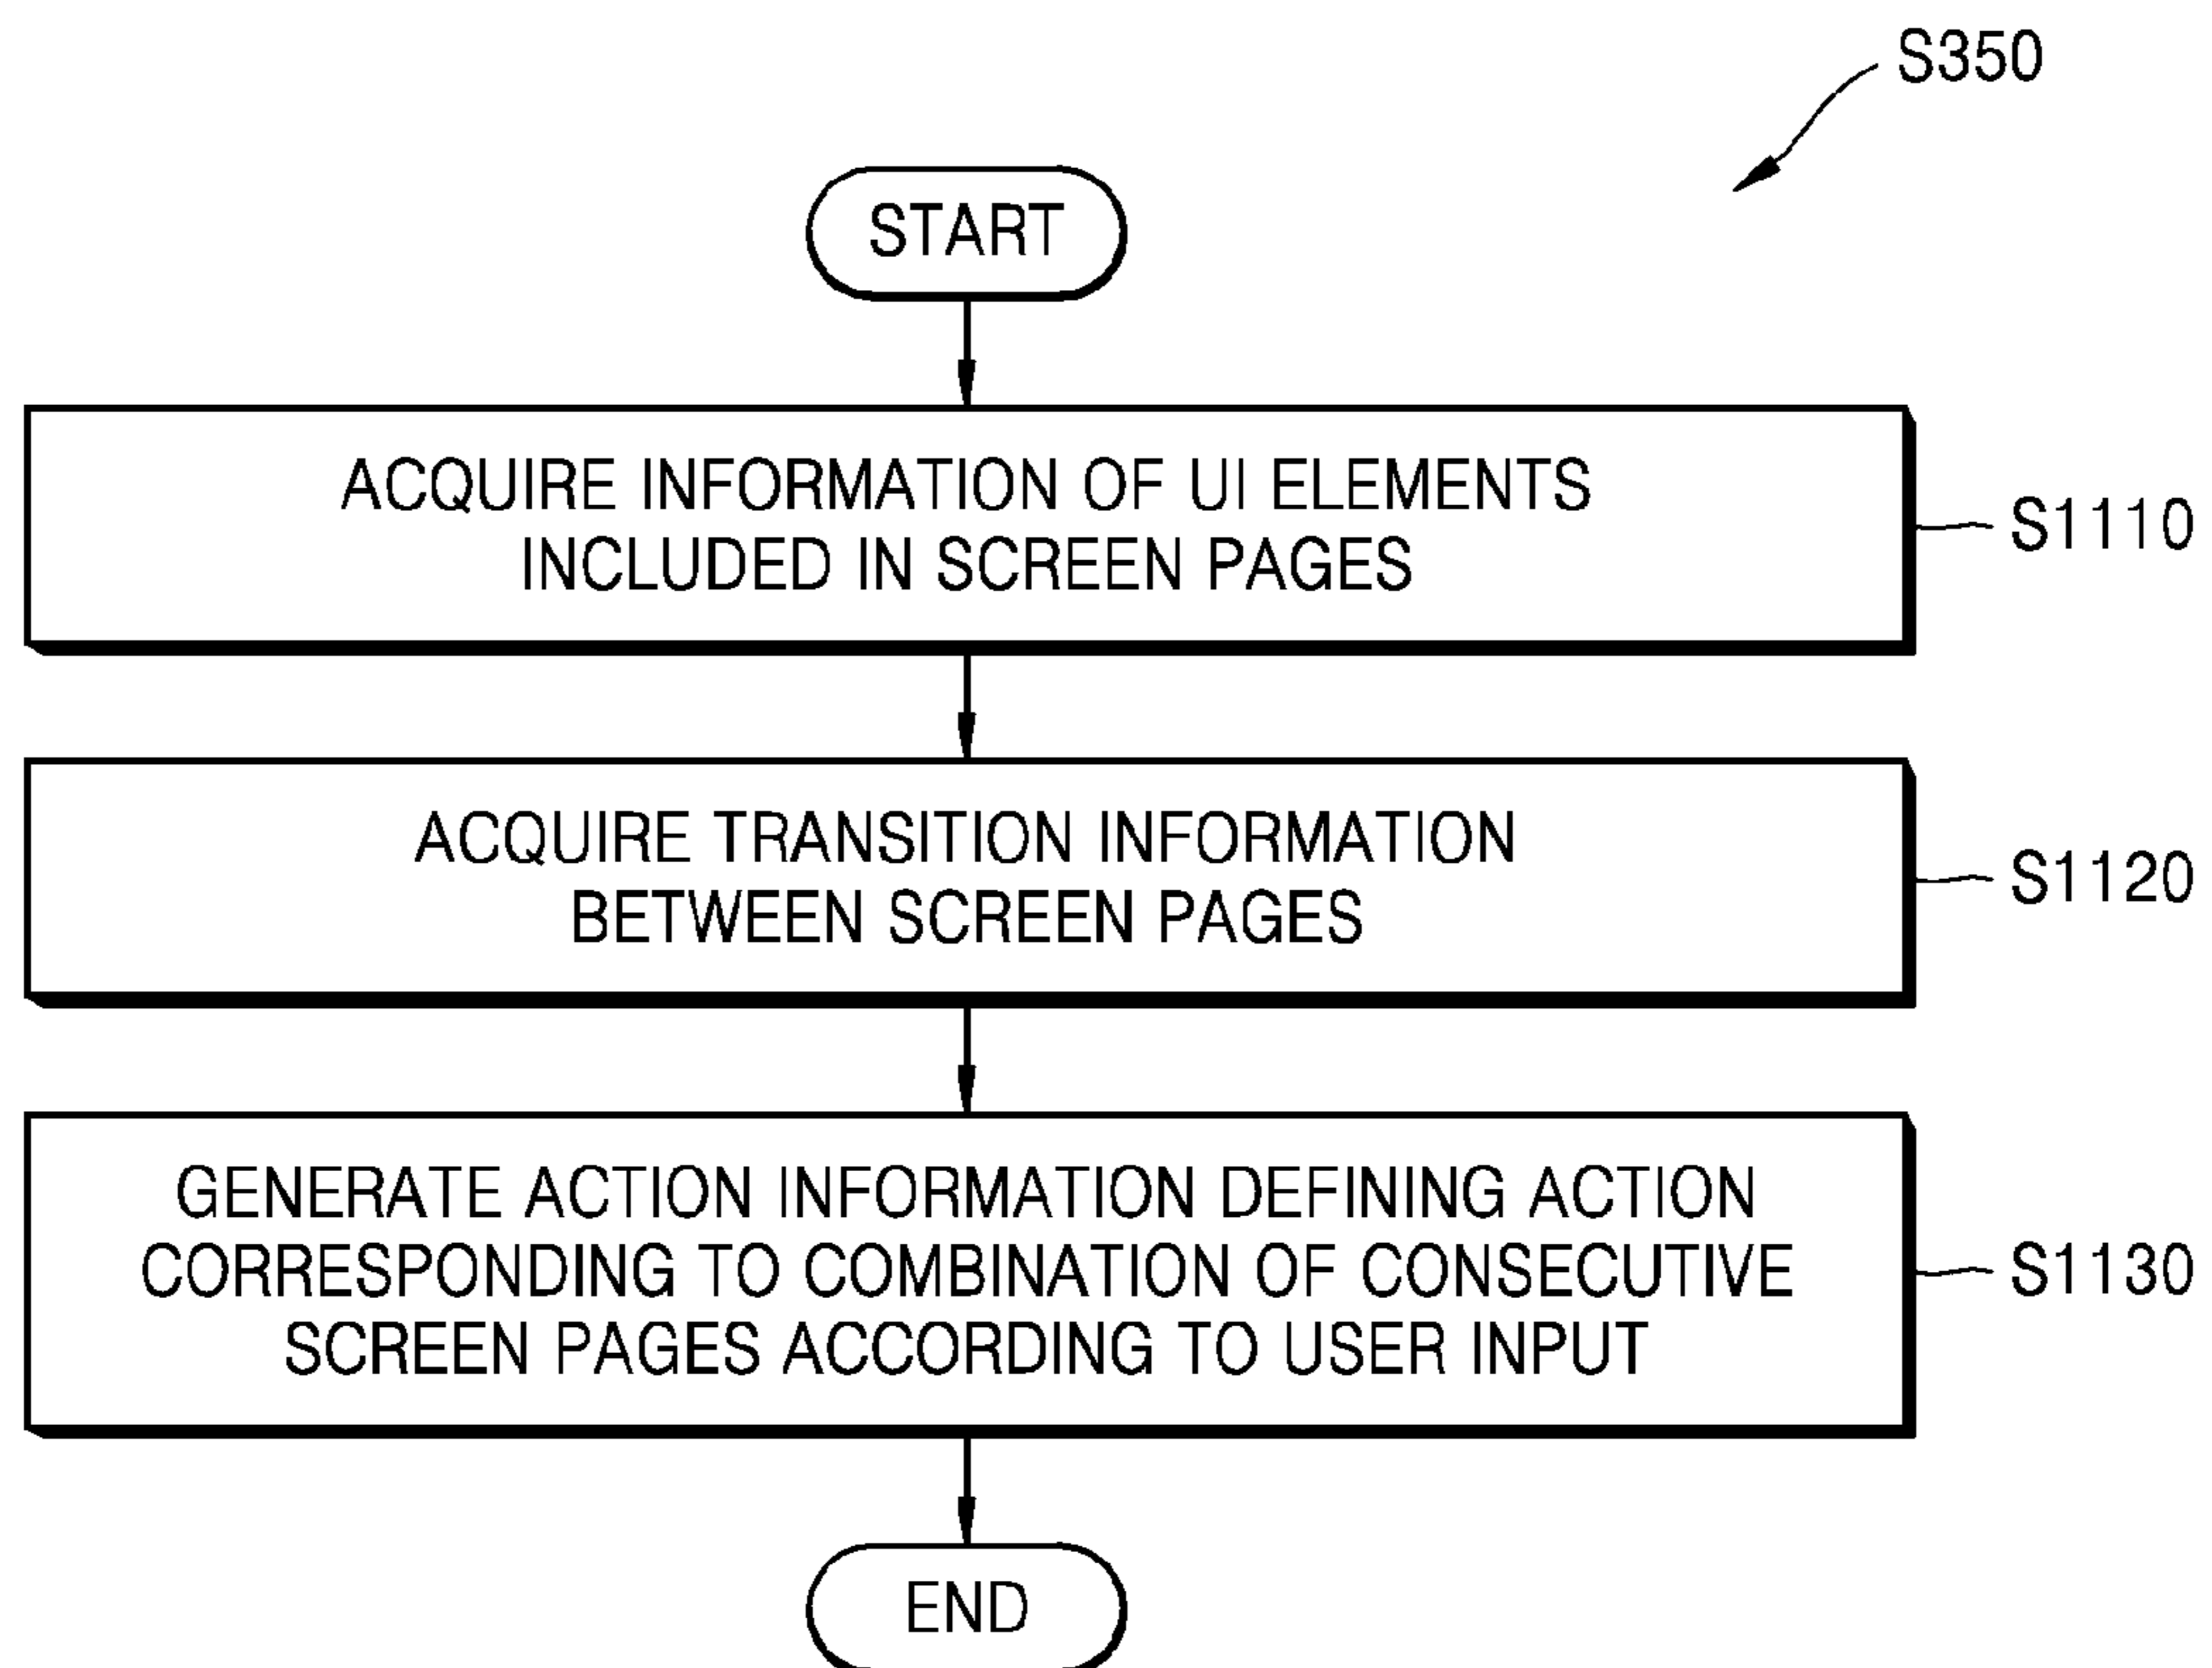 S350
START
ACQUIRE INFORMATION OF UI ELEMENTS
INCLUDED IN SCREEN PAGES
S1110
ACQUIRE TRANSITION INFORMATION
BETWEEN SCREEN PAGES
S1120
GENERATE ACTION INFORMATION DEFINING ACTION
CORRESPONDING TO COMBINATION OF CONSECUTIVE
SCREEN PAGES ACCORDING TO USER INPUT
S1130
END